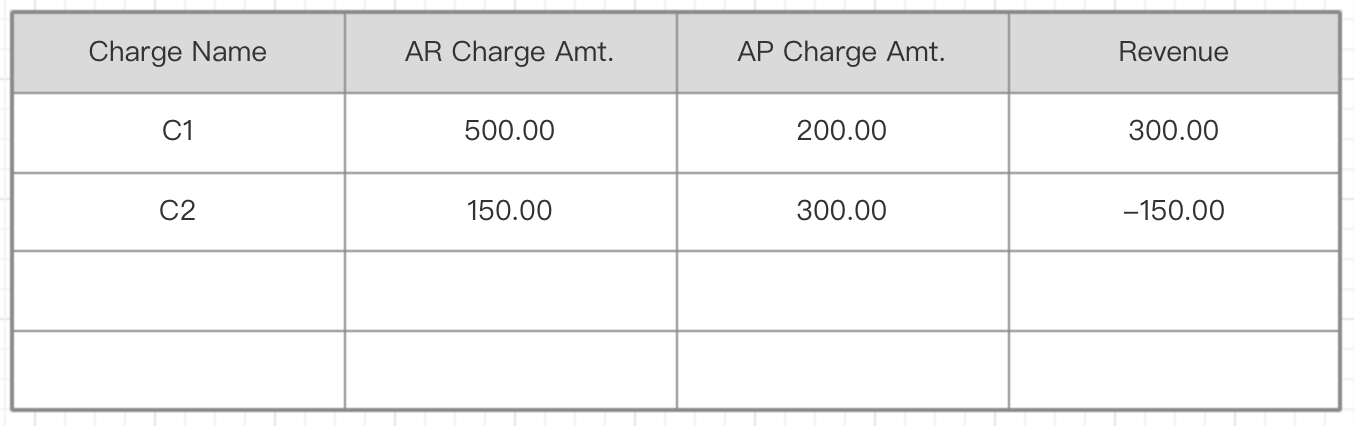 Charge Name AR Charge Amt. AP Charge Amt. Revenue
C1 500.00 200.00 300.00
C2 150.00 300.00 –150.00